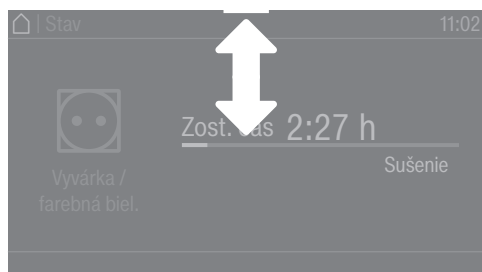 | Stav 11:02
Zost. čas 2:27 h
Sušenie
Vyvárka /
farebná biel.